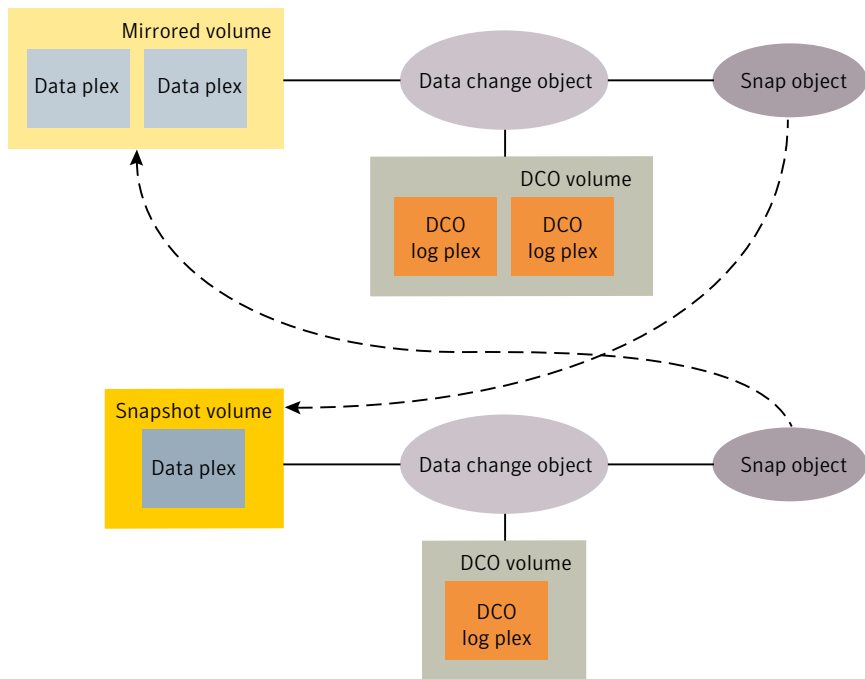 Mirrored volume
Data plex
Data plex
Data change object
Snap object
DCO volume
DCO
log plex
DCO
log plex
Snapshot volume
Data plex
Data change object
Snap object
DCO volume
DCO
log plex